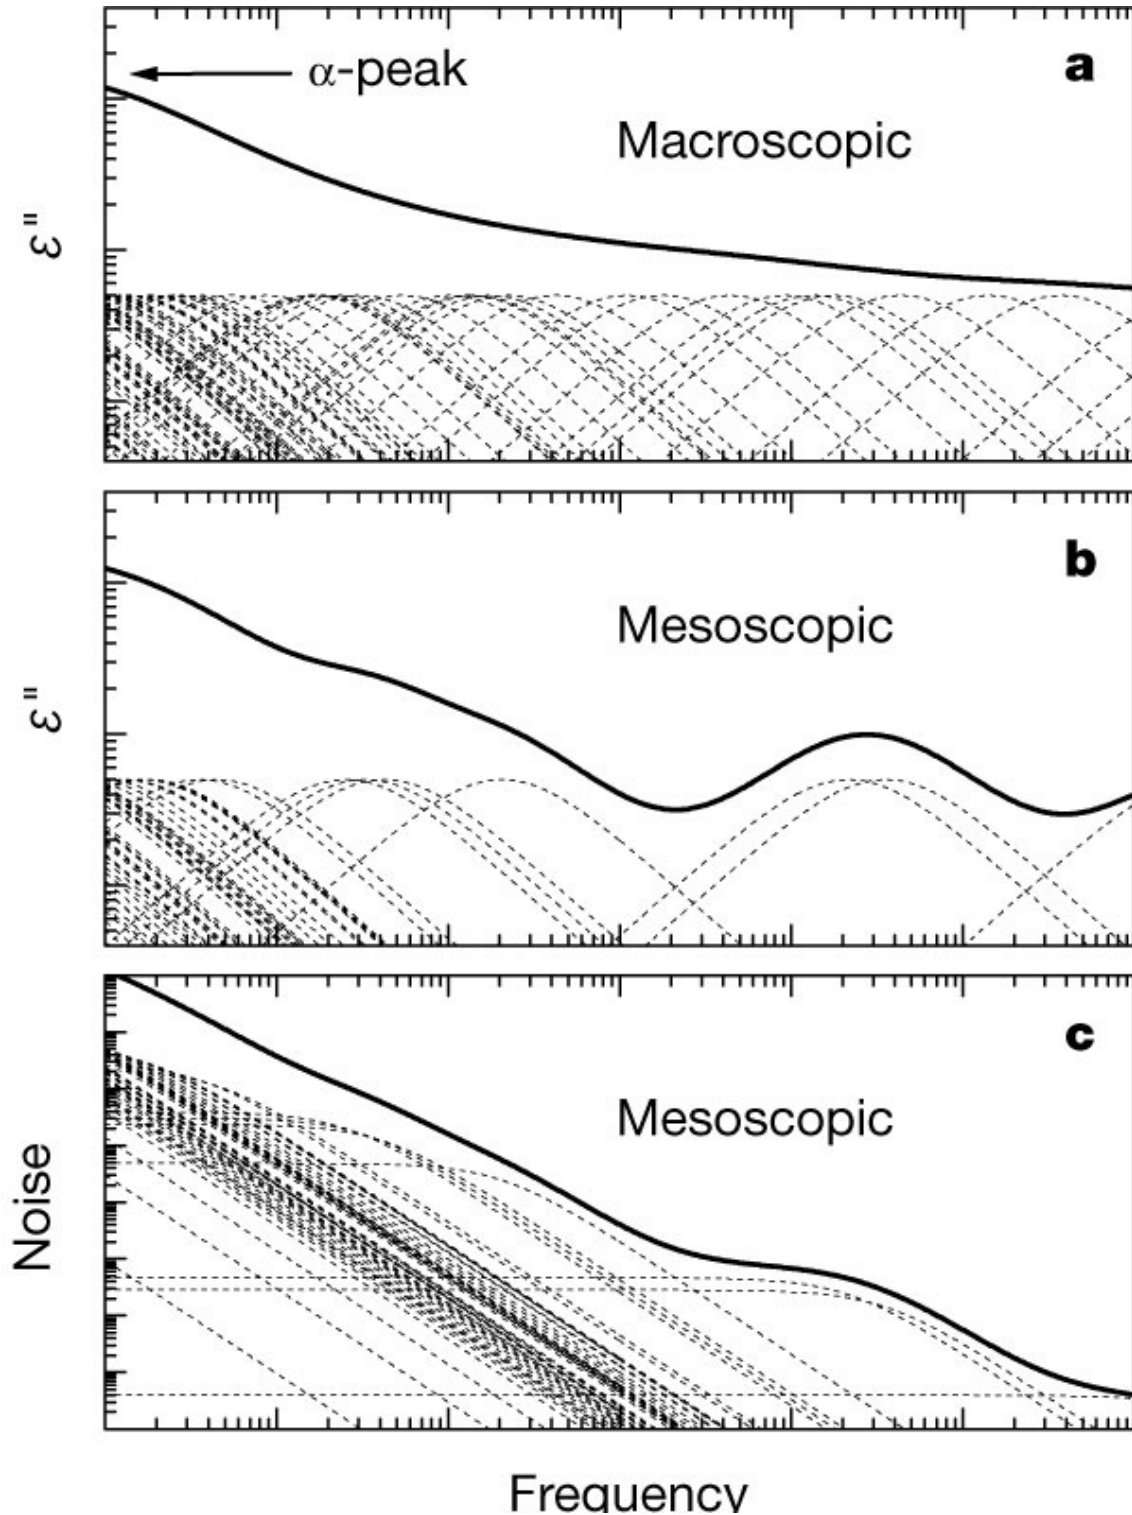 α-peak
a
Macroscopic
ε"
b
Mesoscopic
ε"
c
Mesoscopic
Noise
Frequency